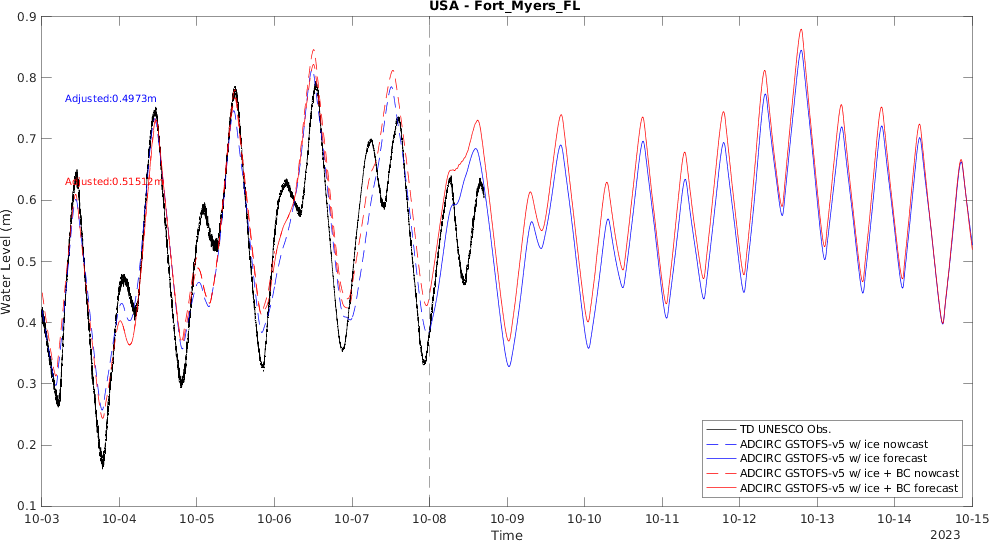 USA - Fort_Myers_FL
0.9
0.8
0.7
0.6
0.5
0.4
0.3
0.2
0.1
Water Level (m)
Adjusted:0.4973m
Adjusted:0.51512m
TD UNESCO Obs.
ADCIRC GSTOFS-v5 w/ ice nowcast
ADCIRC GSTOFS-v5 w/ ice forecast
ADCIRC GSTOFS-v5 w/ ice + BC nowcast
ADCIRC GSTOFS-v5 w/ ice + BC forecast
10-03 10-04 10-05 10-06 10-07 10-08 10-09 10-10 10-11 10-12 10-13 10-14 10-15
Time
2023